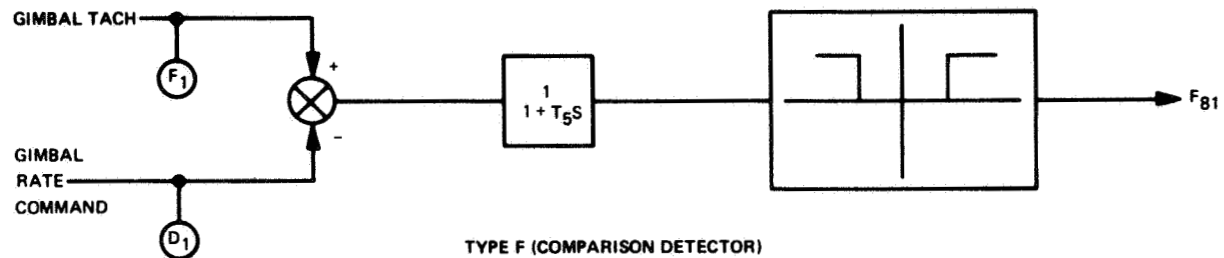 GIMBAL TACH
F1
+
1
1 + T5S
F81
−
GIMBAL
RATE
COMMAND
D1
TYPE F (COMPARISON DETECTOR)